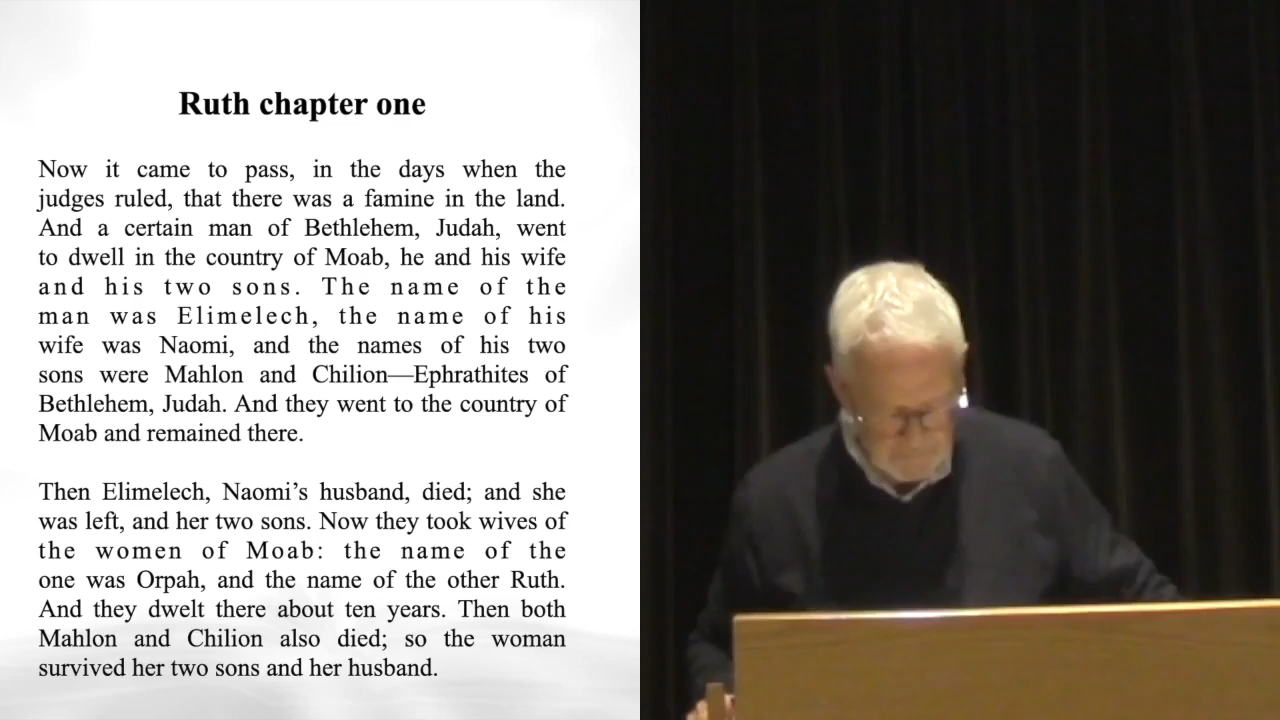 Ruth chapter one
Now it came to pass, in the days when the
judges ruled, that there was a famine in the land.
And a certain man of Bethlehem, Judah, went
to dwell in the country of Moab, he and his wife
and his two sons. The name of the
man was Elimelech, the name of his
wife was Naomi, and the names of his two
sons were Mahlon and Chilion—Ephrathites of
Bethlehem, Judah. And they went to the country of
Moab and remained there.
Then Elimelech, Naomi’s husband, died; and she
was left, and her two sons. Now they took wives of
the women of Moab: the name of the
one was Orpah, and the name of the other Ruth.
And they dwelt there about ten years. Then both
Mahlon and Chilion also died; so the woman
survived her two sons and her husband.